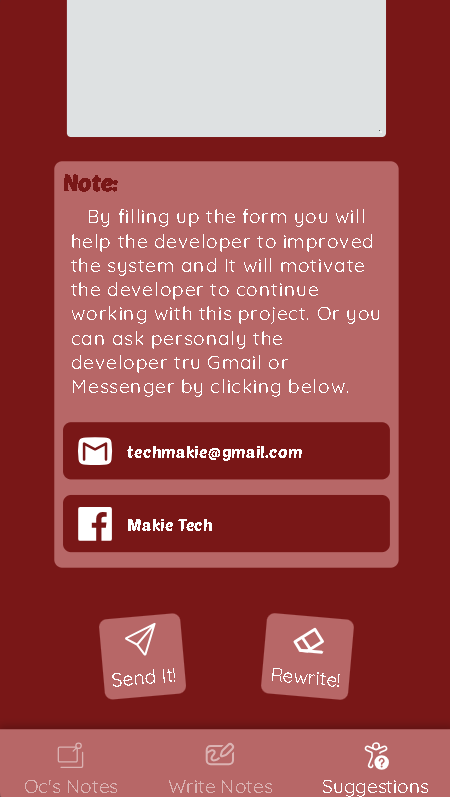 Note:
By filling up the form you will
help the developer to improved
the system and It will motivate
the developer to continue
working with this project. Or you
can ask personaly the
developer tru Gmail or
Messenger by clicking below.
techmakie@gmail.com
Makie Tech
Send It!
Rewrite!
Oc's Notes
Write Notes
Suggestions